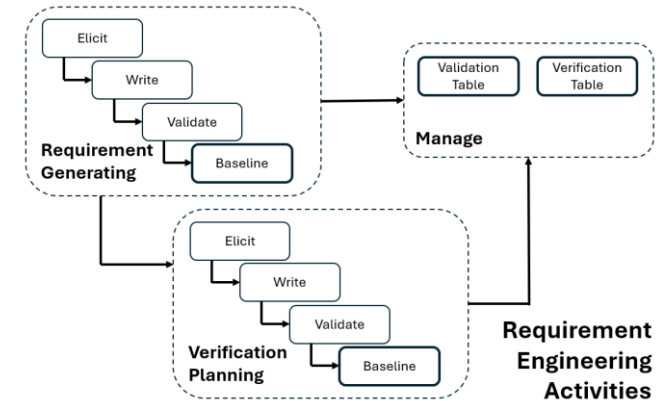 Elicit
Write
Validate
Baseline
Requirement
Generating
Validation
Table
Verification
Table
Manage
Elicit
Write
Validate
Baseline
Verification
Planning
Requirement
Engineering
Activities